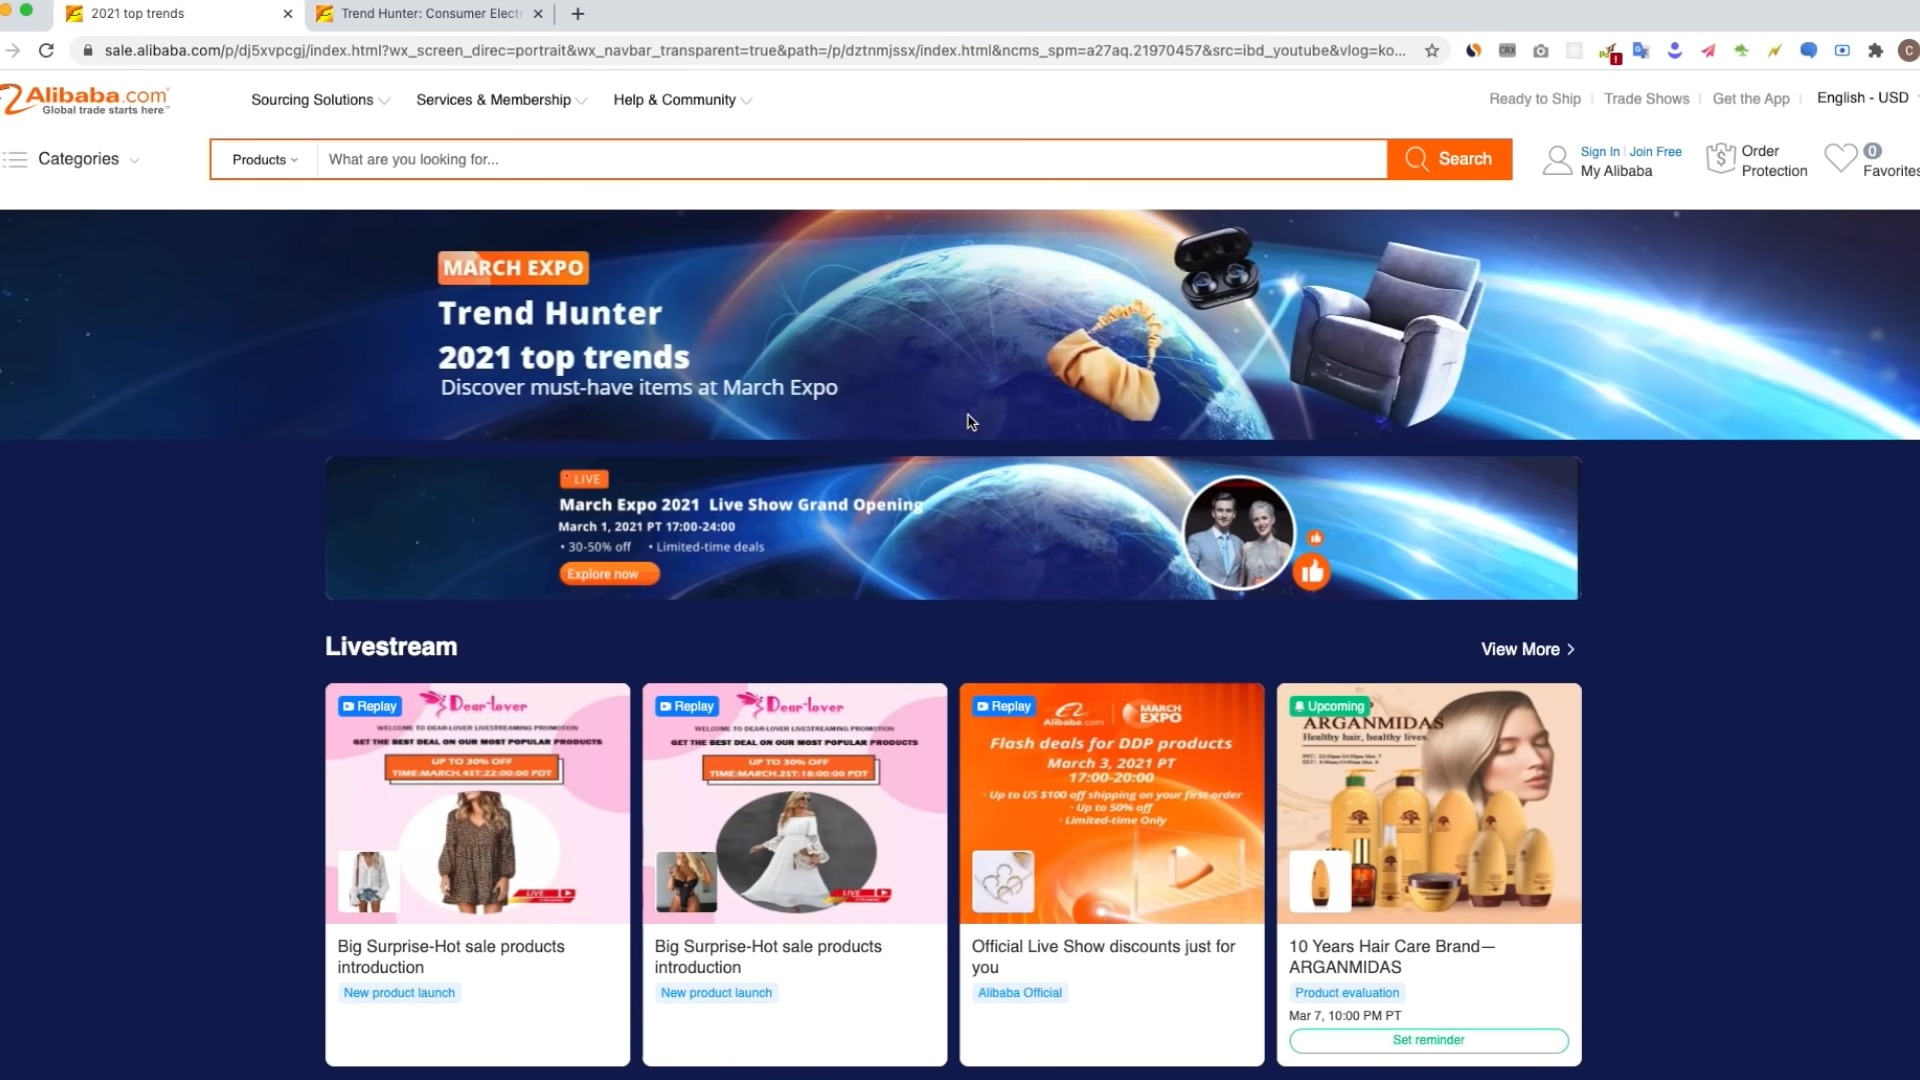 2021 top trends
Trend Hunter: Consumer Electr
sale.alibaba.com/p/dj5xvpcgj/index.html?wx_screen_direc=portrait&wx_navbar_transparent=true&path=/p/dztnmjssx/index.html&ncms_spm=a27aq.21970457&src=ibd_youtube&vlog=ko...
Alibaba.com
Global trade starts here.™
Sourcing Solutions
Services & Membership
Help & Community
Ready to Ship
Trade Shows
Get the App
English - USD
Categories
Products
What are you looking for...
Search
Sign In | Join Free
My Alibaba
Order
Protection
0
Favorites
MARCH EXPO
Trend Hunter
2021 top trends
Discover must-have items at March Expo
LIVE
March Expo 2021 Live Show Grand Opening
March 1, 2021 PT 17:00-24:00
• 30-50% off • Limited-time deals
Explore now
Livestream
View More >
Replay
Dear-lover
WELCOME TO DEAR-LOVER LIVESTREAMING PROMOTION
GET THE BEST DEAL ON OUR MOST POPULAR PRODUCTS
UP TO 30% OFF
TIME:MARCH.4ST:22:00:00 PDT
LIVE
Big Surprise-Hot sale products
introduction
New product launch
Replay
Dear-lover
WELCOME TO DEAR-LOVER LIVESTREAMING PROMOTION
GET THE BEST DEAL ON OUR MOST POPULAR PRODUCTS
UP TO 30% OFF
TIME:MARCH.2ST:18:00:00 PDT
LIVE
Big Surprise-Hot sale products
introduction
New product launch
Replay
Alibaba.com
MARCH
EXPO
Flash deals for DDP products
March 3, 2021 PT
17:00-20:00
· Up to US $100 off shipping on your first order
· Up to 50% off
· Limited-time Only
Official Live Show discounts just for
you
Alibaba Official
Upcoming
ARGANMIDAS
Healthy hair, healthy lives.
10 Years Hair Care Brand—
ARGANMIDAS
Product evaluation
Mar 7, 10:00 PM PT
Set reminder